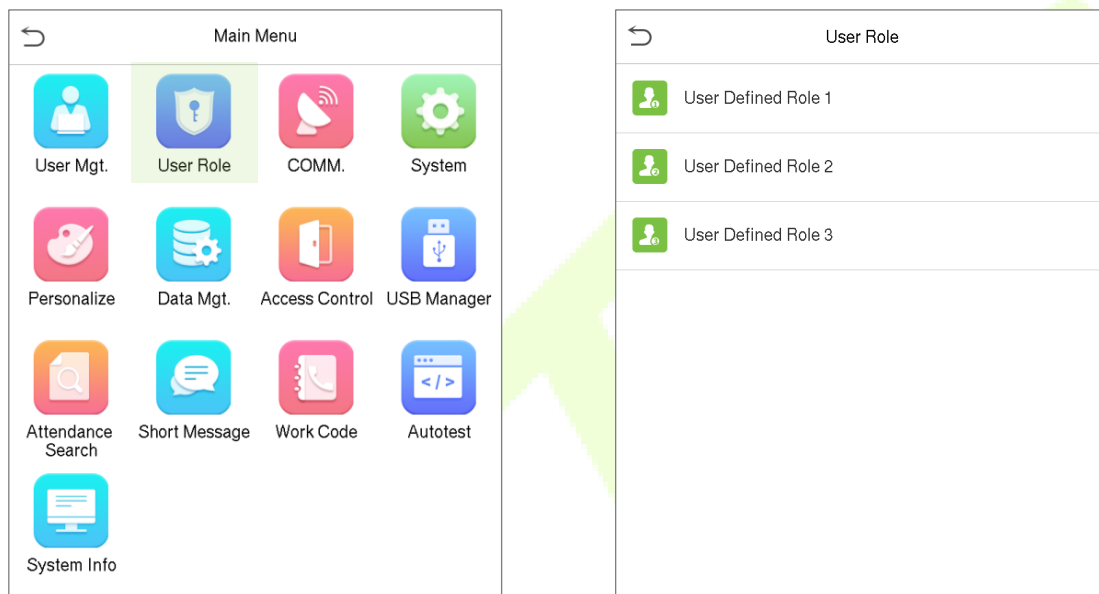 Main Menu
User Mgt.
User Role
COMM.
System
Personalize
Data Mgt.
Access Control
USB Manager
Attendance
Search
Short Message
Work Code
Autotest
System Info
User Role
User Defined Role 1
User Defined Role 2
User Defined Role 3